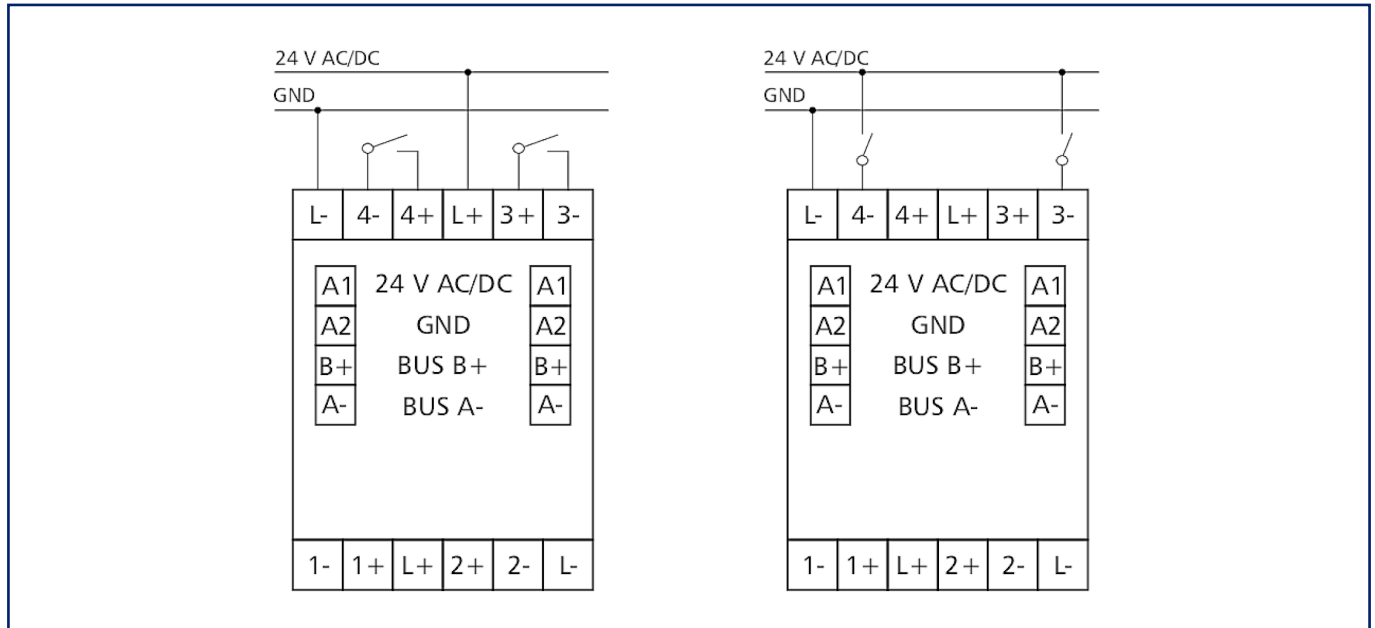 24 V AC/DC
GND
L- 4- 4+ L+ 3+ 3-
A1 24 V AC/DC A1
A2 GND A2
B+ BUS B+ B+
A- BUS A- A-
1- 1+ L+ 2+ 2- L-
24 V AC/DC
GND
L- 4- 4+ L+ 3+ 3-
A1 24 V AC/DC A1
A2 GND A2
B+ BUS B+ B+
A- BUS A- A-
1- 1+ L+ 2+ 2- L-